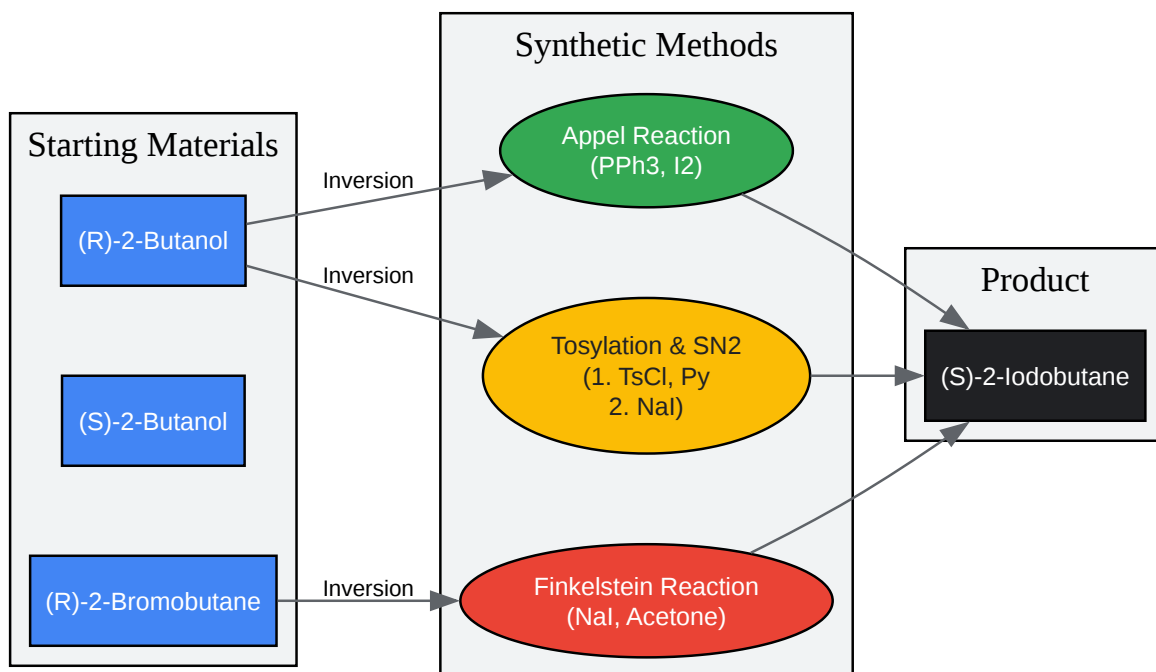 Starting Materials
(R)-2-Butanol
(S)-2-Butanol
(R)-2-Bromobutane
Inversion
Inversion
Inversion
Synthetic Methods
Appel Reaction
(PPh3, I2)
Tosylation & SN2
(1. TsCl, Py
2. NaI)
Finkelstein Reaction
(NaI, Acetone)
Product
(S)-2-Iodobutane